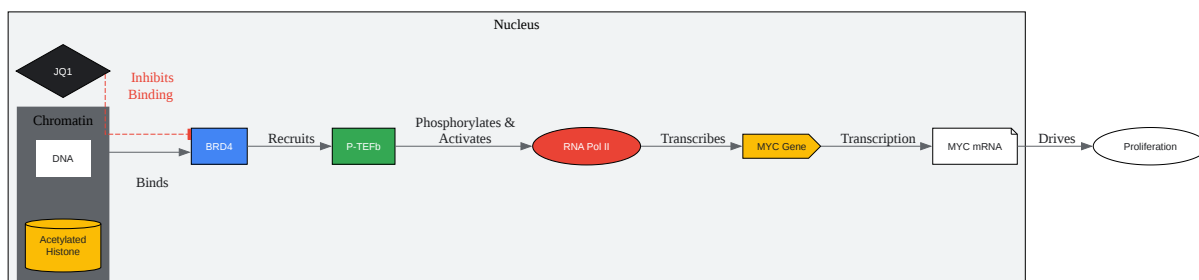 Nucleus
JQ1
Inhibits
Binding
Chromatin
DNA
Binds
Acetylated
Histone
BRD4
Recruits
P-TEFb
Phosphorylates &
Activates
RNA Pol II
Transcribes
MYC Gene
Transcription
MYC mRNA
Drives
Proliferation